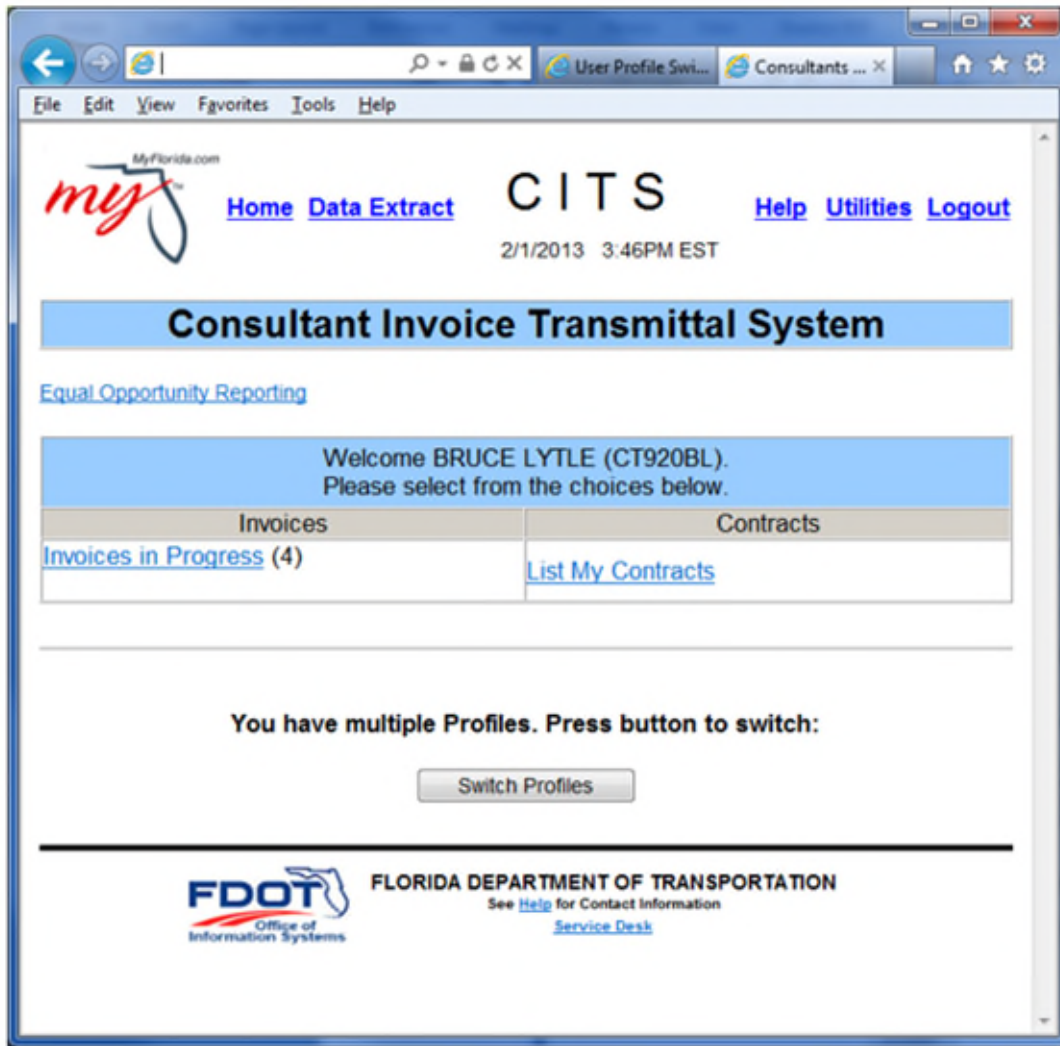 User Profile Swi...
Consultants ...
File Edit View Favorites Tools Help
MyFlorida.com
my
TM
Home Data Extract
CITS
Help Utilities Logout
2/1/2013 3:46PM EST
Consultant Invoice Transmittal System
Equal Opportunity Reporting
Welcome BRUCE LYTLE (CT920BL).
Please select from the choices below.
Invoices
Contracts
Invoices in Progress (4)
List My Contracts
You have multiple Profiles. Press button to switch:
Switch Profiles
FDOT
Office of
Information Systems
FLORIDA DEPARTMENT OF TRANSPORTATION
See Help for Contact Information
Service Desk